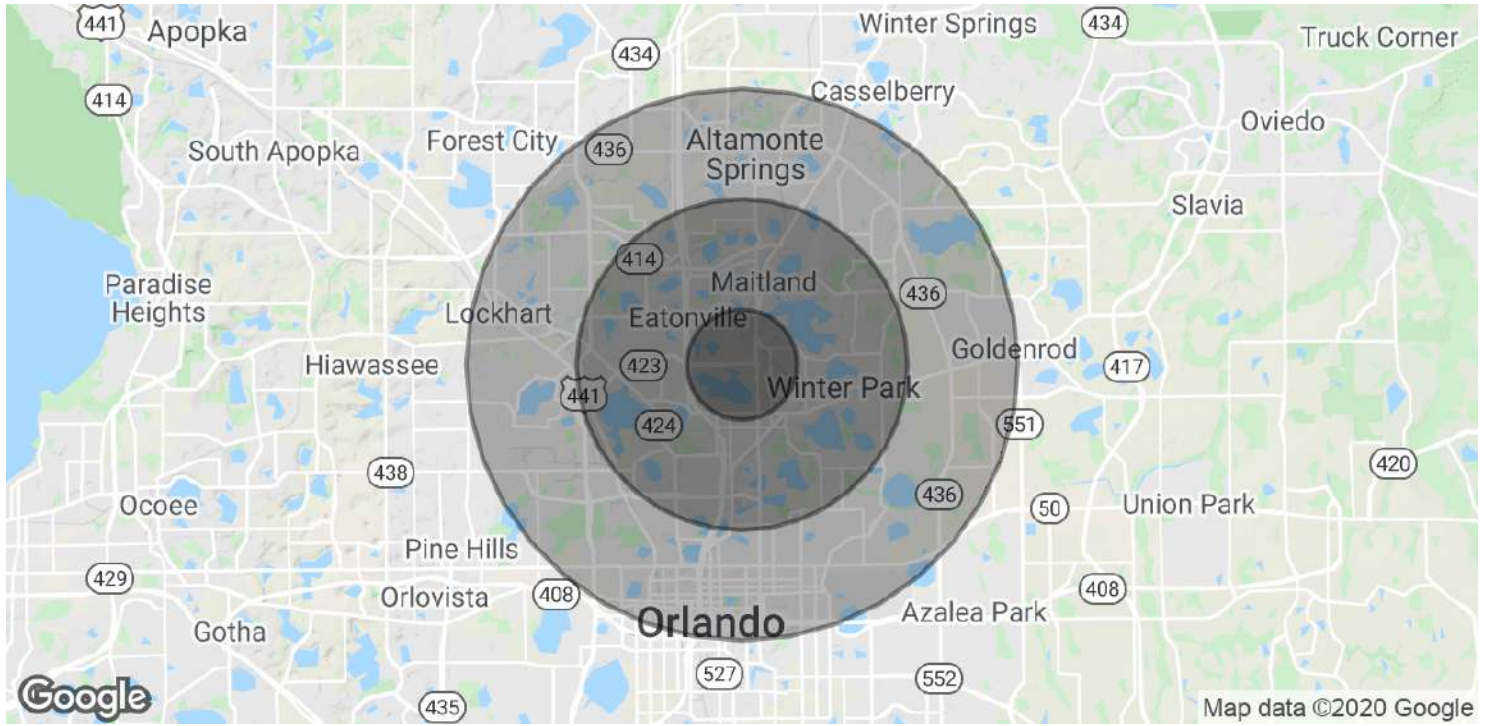 441
Apopka
Winter Springs
434
Truck Corner
434
414
Casselberry
Oviedo
South Apopka
Forest City
436
Altamonte
Springs
Slavia
414
Paradise
Heights
Maitland
436
Lockhart
Eatonville
Goldenrod
Hiawassee
423
417
441
Winter Park
424
551
438
420
436
Ocoee
50
Union Park
Pine Hills
429
408
408
Orlovista
Azalea Park
Gotha
Orlando
527
552
435
Google
Map data ©2020 Google